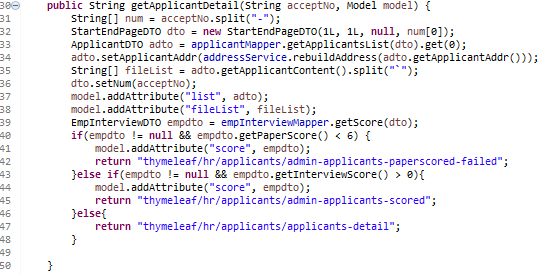 30 public String getApplicantDetail(String acceptNo, Model model) {
31 String[] num = acceptNo.split("-");
32 StartEndPageDTO dto = new StartEndPageDTO(1L, 1L, null, num[0]);
33 ApplicantDTO adto = applicantMapper.getApplicantsList(dto).get(0);
34 adto.setApplicantAddr(addressService.rebuildAddress(adto.getApplicantAddr()));
35 String[] fileList = adto.getApplicantContent().split("`");
36 dto.setNum(acceptNo);
37 model.addAttribute("list", adto);
38 model.addAttribute("fileList", fileList);
39 EmpInterviewDTO empdto = empInterviewMapper.getScore(dto);
40 if(empdto != null && empdto.getPaperScore() < 6) {
41 model.addAttribute("score", empdto);
42 return "thymeleaf/hr/applicants/admin-applicants-paperscored-failed";
43 }else if(empdto != null && empdto.getInterviewScore() > 0){
44 model.addAttribute("score", empdto);
45 return "thymeleaf/hr/applicants/admin-applicants-scored";
46 }else{
47 return "thymeleaf/hr/applicants/applicants-detail";
48 }
49
50 }